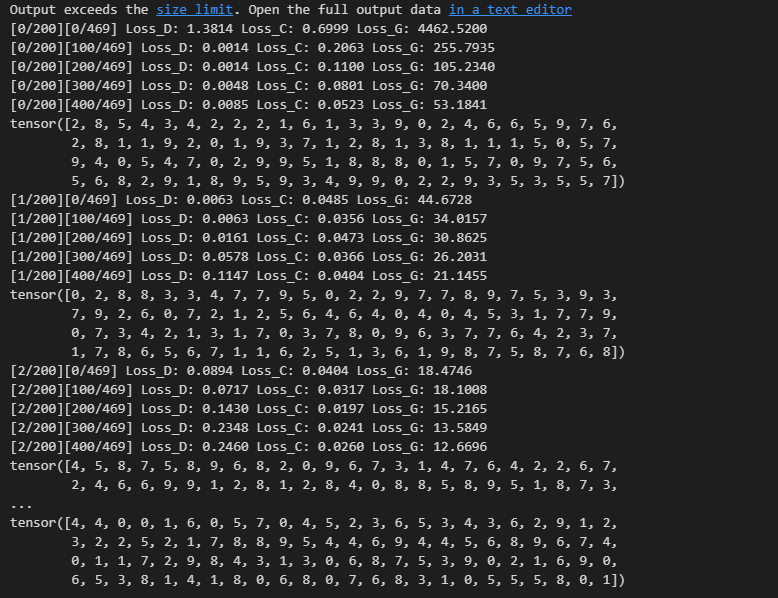 Output exceeds the size limit. Open the full output data in a text editor
[0/200][0/469] Loss_D: 1.3814 Loss_C: 0.6999 Loss_G: 4462.5200
[0/200][100/469] Loss_D: 0.0014 Loss_C: 0.2063 Loss_G: 255.7935
[0/200][200/469] Loss_D: 0.0014 Loss_C: 0.1100 Loss_G: 105.2340
[0/200][300/469] Loss_D: 0.0048 Loss_C: 0.0801 Loss_G: 70.3400
[0/200][400/469] Loss_D: 0.0085 Loss_C: 0.0523 Loss_G: 53.1841
tensor([2, 8, 5, 4, 3, 4, 2, 2, 2, 1, 6, 1, 3, 3, 9, 0, 2, 4, 6, 6, 5, 9, 7, 6,
2, 8, 1, 1, 9, 2, 0, 1, 9, 3, 7, 1, 2, 8, 1, 3, 8, 1, 1, 1, 5, 0, 5, 7,
9, 4, 0, 5, 4, 7, 0, 2, 9, 9, 5, 1, 8, 8, 8, 0, 1, 5, 7, 0, 9, 7, 5, 6,
5, 6, 8, 2, 9, 1, 8, 9, 5, 9, 3, 4, 9, 9, 0, 2, 2, 9, 3, 5, 3, 5, 5, 7])
[1/200][0/469] Loss_D: 0.0063 Loss_C: 0.0485 Loss_G: 44.6728
[1/200][100/469] Loss_D: 0.0063 Loss_C: 0.0356 Loss_G: 34.0157
[1/200][200/469] Loss_D: 0.0161 Loss_C: 0.0473 Loss_G: 30.8625
[1/200][300/469] Loss_D: 0.0578 Loss_C: 0.0366 Loss_G: 26.2031
[1/200][400/469] Loss_D: 0.1147 Loss_C: 0.0404 Loss_G: 21.1455
tensor([0, 2, 8, 8, 3, 3, 4, 7, 7, 9, 5, 0, 2, 2, 9, 7, 7, 8, 9, 7, 5, 3, 9, 3,
7, 9, 2, 6, 0, 7, 2, 1, 2, 5, 6, 4, 6, 4, 0, 4, 0, 4, 5, 3, 1, 7, 7, 9,
0, 7, 3, 4, 2, 1, 3, 1, 7, 0, 3, 7, 8, 0, 9, 6, 3, 7, 7, 6, 4, 2, 3, 7,
1, 7, 8, 6, 5, 6, 7, 1, 1, 6, 2, 5, 1, 3, 6, 1, 9, 8, 7, 5, 8, 7, 6, 8])
[2/200][0/469] Loss_D: 0.0894 Loss_C: 0.0404 Loss_G: 18.4746
[2/200][100/469] Loss_D: 0.0717 Loss_C: 0.0317 Loss_G: 18.1008
[2/200][200/469] Loss_D: 0.1430 Loss_C: 0.0197 Loss_G: 15.2165
[2/200][300/469] Loss_D: 0.2348 Loss_C: 0.0241 Loss_G: 13.5849
[2/200][400/469] Loss_D: 0.2460 Loss_C: 0.0260 Loss_G: 12.6696
tensor([4, 5, 8, 7, 5, 8, 9, 6, 8, 2, 0, 9, 6, 7, 3, 1, 4, 7, 6, 4, 2, 2, 6, 7,
2, 4, 6, 6, 9, 9, 1, 2, 8, 1, 2, 8, 4, 0, 8, 8, 5, 8, 9, 5, 1, 8, 7, 3,
...
tensor([4, 4, 0, 0, 1, 6, 0, 5, 7, 0, 4, 5, 2, 3, 6, 5, 3, 4, 3, 6, 2, 9, 1, 2,
3, 2, 2, 5, 2, 1, 7, 8, 8, 9, 5, 4, 4, 6, 9, 4, 4, 5, 6, 8, 9, 6, 7, 4,
0, 1, 1, 7, 2, 9, 8, 4, 3, 1, 3, 0, 6, 8, 7, 5, 3, 9, 0, 2, 1, 6, 9, 0,
6, 5, 3, 8, 1, 4, 1, 8, 0, 6, 8, 0, 7, 6, 8, 3, 1, 0, 5, 5, 5, 8, 0, 1])